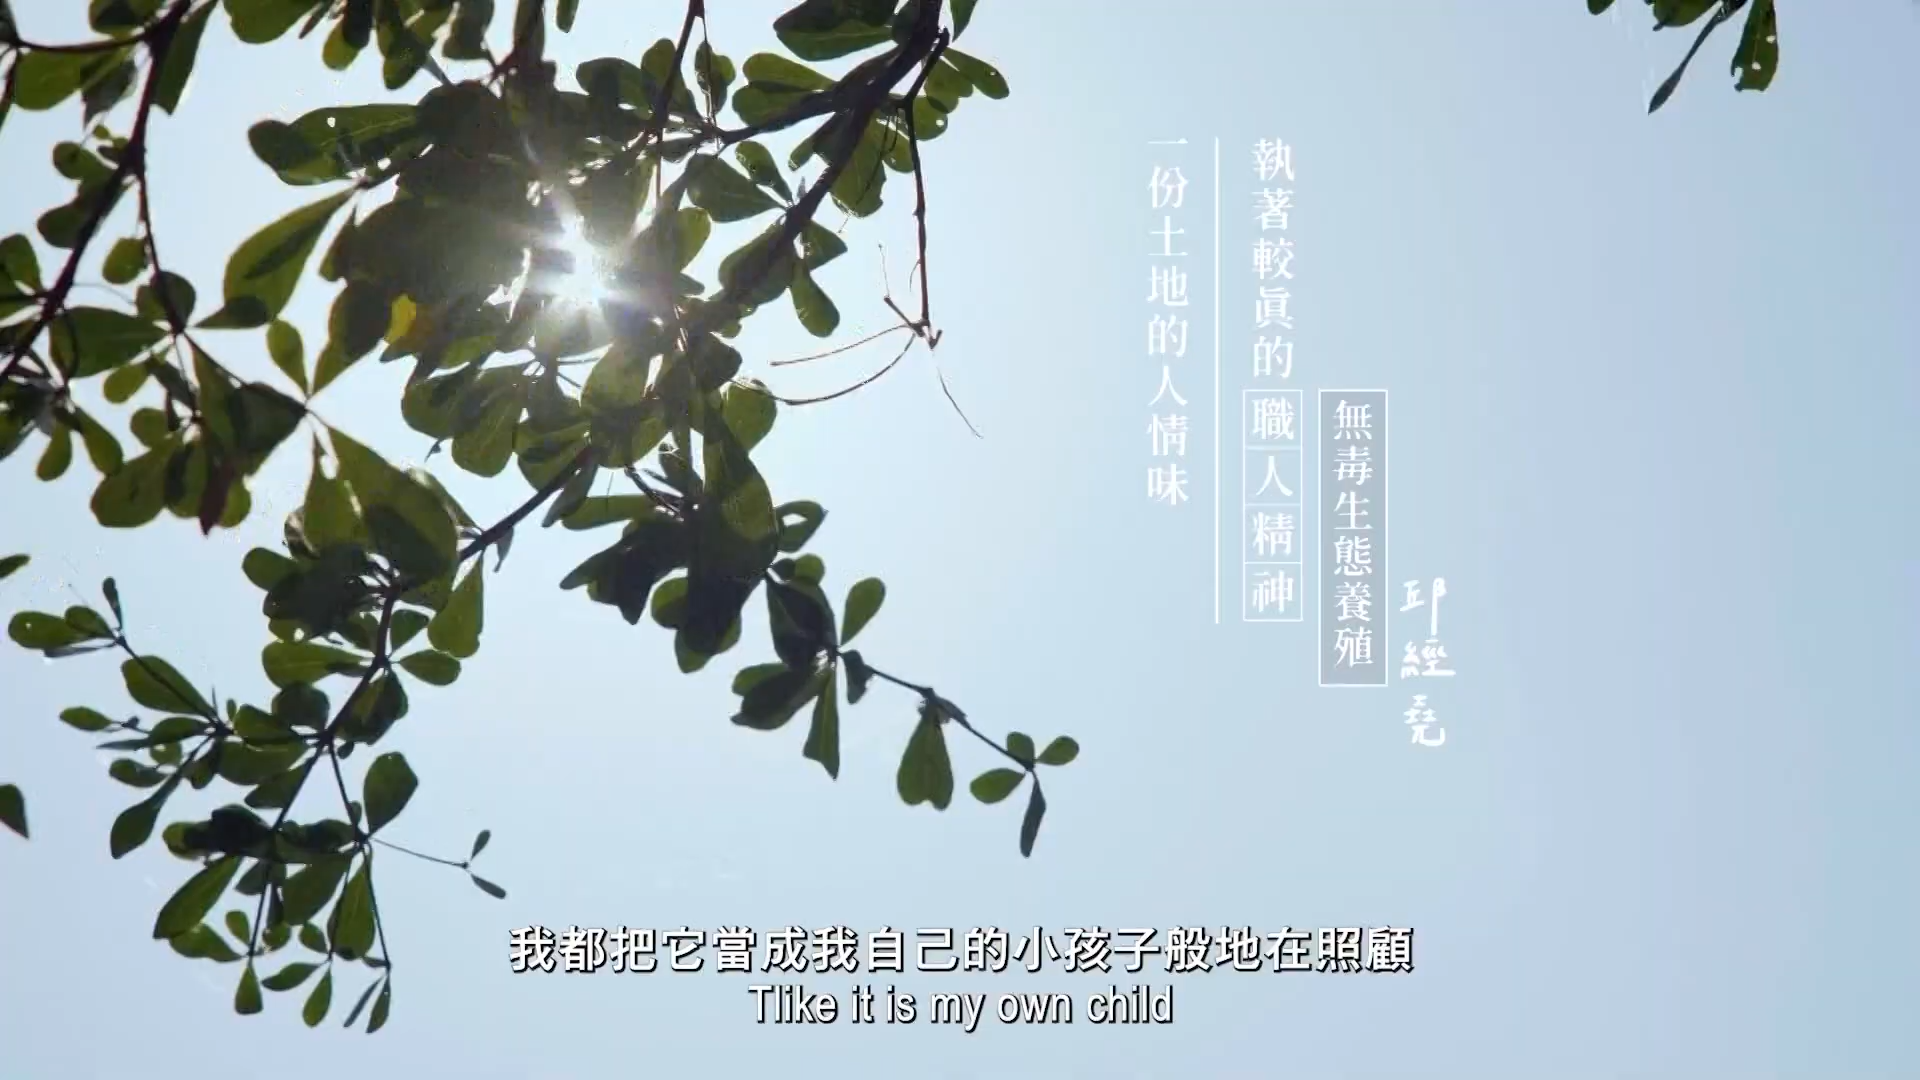 邱經堯
無毒生態養殖
執著較真的職人精神
一份土地的人情味
我都把它當成我自己的小孩子般地在照顧
Tlike it is my own child